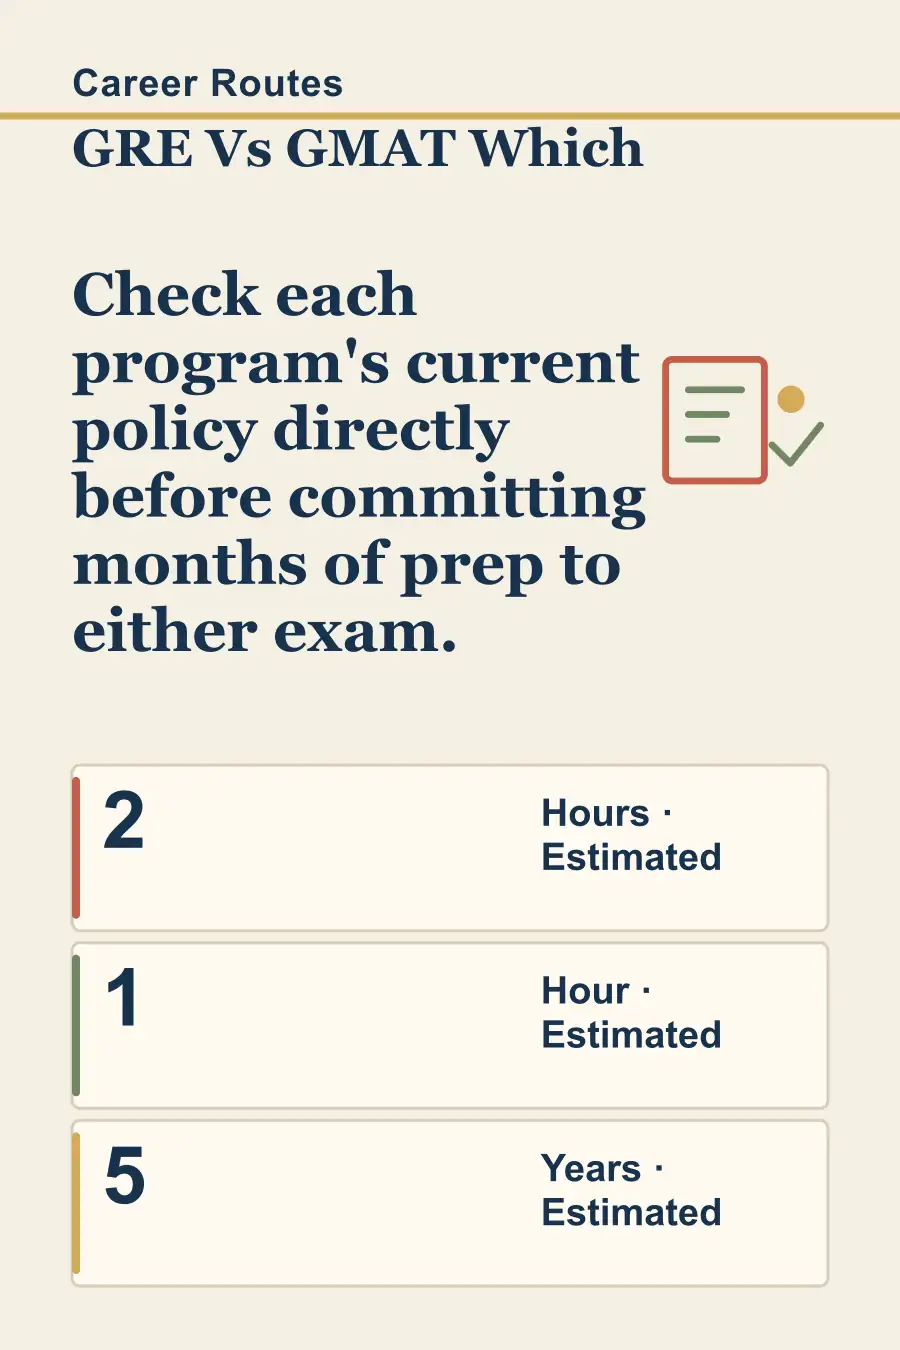 Career Routes
GRE Vs GMAT Which
Check each
program's current
policy directly
before committing
months of prep to
either exam.
2
Hours ·
Estimated
1
Hour ·
Estimated
5
Years ·
Estimated